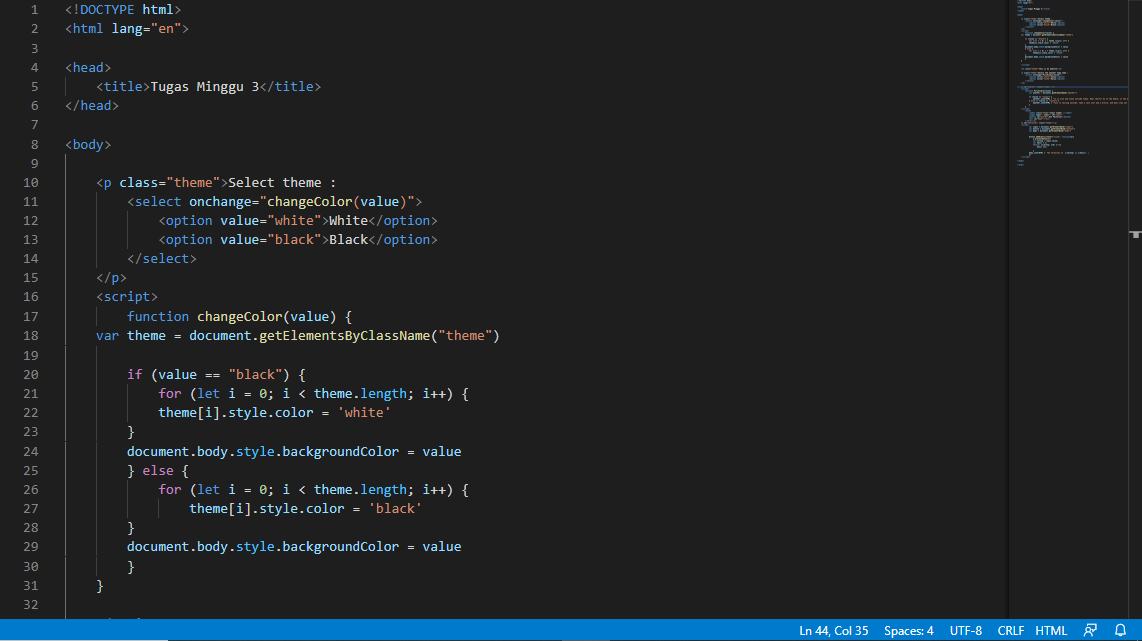 1 <!DOCTYPE html>
2 <html lang="en">
3
4 <head>
5     <title>Tugas Minggu 3</title>
6 </head>
7
8 <body>
9
10     <p class="theme">Select theme :
11         <select onchange="changeColor(value)">
12             <option value="white">White</option>
13             <option value="black">Black</option>
14         </select>
15     </p>
16     <script>
17         function changeColor(value) {
18     var theme = document.getElementsByClassName("theme")
19
20         if (value == "black") {
21             for (let i = 0; i < theme.length; i++) {
22             theme[i].style.color = 'white'
23         }
24         document.body.style.backgroundColor = value
25         } else {
26             for (let i = 0; i < theme.length; i++) {
27                 theme[i].style.color = 'black'
28         }
29         document.body.style.backgroundColor = value
30         }
31     }
32
Ln 44, Col 35 Spaces: 4 UTF-8 CRLF HTML